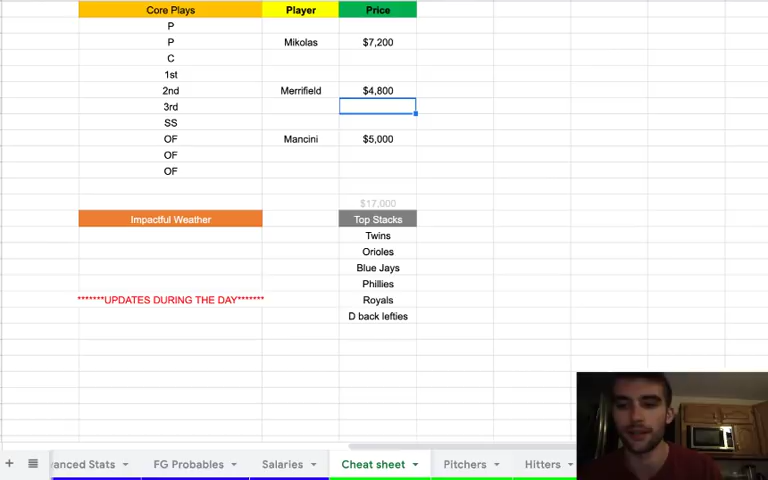 Core Plays Player Price
P
P Mikolas $7,200
C
1st
2nd Merrifield $4,800
3rd
SS
OF Mancini $5,000
OF
OF
$17,000
Impactful Weather Top Stacks
Twins
Orioles
Blue Jays
Phillies
*******UPDATES DURING THE DAY******* Royals
D back lefties
+ vanced Stats FG Probables Salaries Cheat sheet Pitchers Hitters